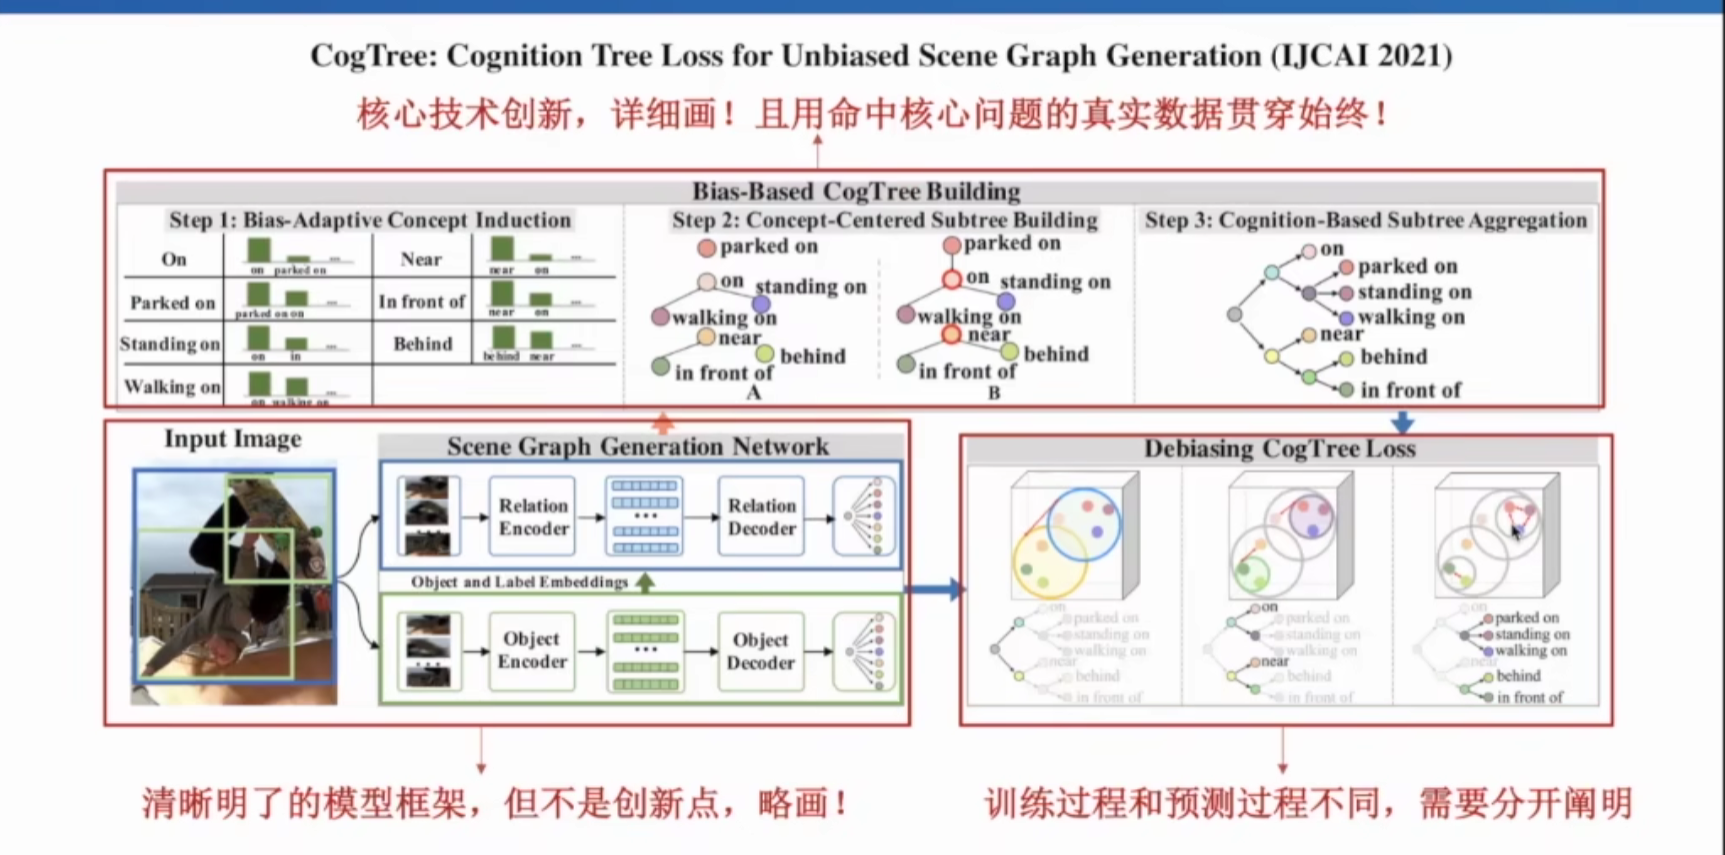 CogTree: Cognition Tree Loss for Unbiased Scene Graph Generation (IJCAI 2021)
核心技术创新，详细画！且用命中核心问题的真实数据贯穿始终！
Bias-Based CogTree Building
Step 1: Bias-Adaptive Concept Induction
On
on parked on ...
Near
near on ...
Parked on
parked on on ...
In front of
near on ...
Standing on
on in ...
Behind
behind near ...
Walking on
on walking on ...
Step 2: Concept-Centered Subtree Building
parked on
on
standing on
walking on
near
behind
in front of
A
parked on
on
standing on
walking on
near
behind
in front of
B
Step 3: Cognition-Based Subtree Aggregation
on
parked on
standing on
walking on
near
behind
in front of
Input Image
Scene Graph Generation Network
Relation
Encoder
...
Relation
Decoder
Object and Label Embeddings
...
Object
Encoder
...
Object
Decoder
Debiasing CogTree Loss
on
parked on
standing on
walking on
near
behind
in front of
on
parked on
standing on
walking on
near
behind
in front of
on
parked on
standing on
walking on
near
behind
in front of
清晰明了的模型框架，但不是创新点，略画！
训练过程和预测过程不同，需要分开阐明